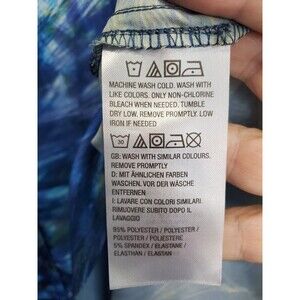 MACHINE WASH COLD. WASH WITH
LIKE COLORS. ONLY NON-CHLORINE
BLEACH WHEN NEEDED. TUMBLE
DRY LOW. REMOVE PROMPTLY. LOW
IRON IF NEEDED
30
GB: WASH WITH SIMILAR COLOURS.
REMOVE PROMPTLY
D: MIT ÄHNLICHEN FARBEN
WASCHEN. VOR DER WÄSCHE
ENTFERNEN
I: LAVARE CON COLORI SIMILARI.
RIMUOVERE SUBITO DOPO IL
LAVAGGIO
95% POLYESTER / POLYESTER /
POLYESTER / POLIESTERE
5% SPANDEX / ELASTANE /
ELASTHAN / ELASTAN